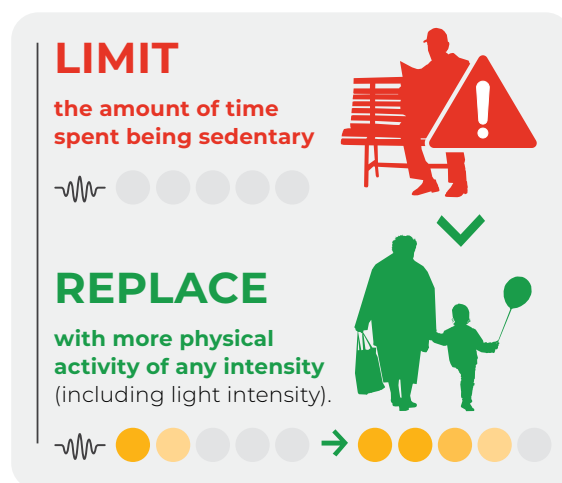 LIMIT
the amount of time
spent being sedentary
REPLACE
with more physical
activity of any intensity
(including light intensity).